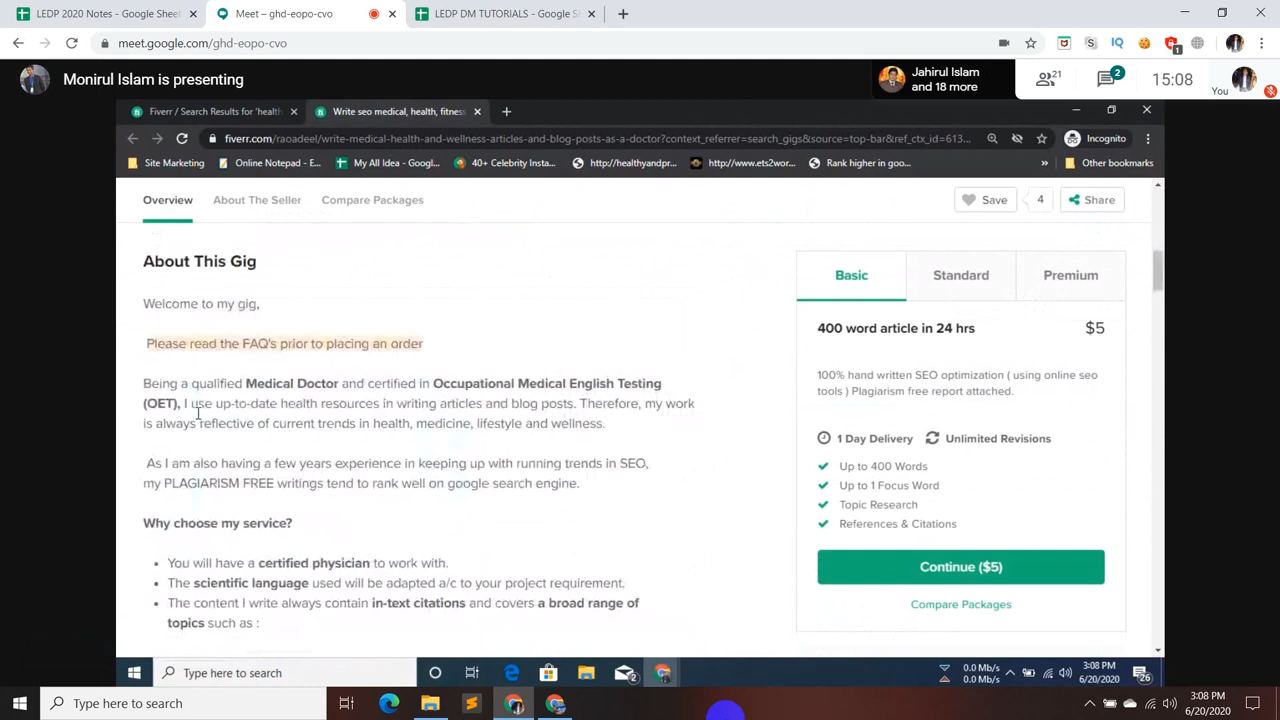 LEDP 2020 Notes - Google Sheet
Meet – ghd-eopo-cvo
LEDP DM TUTORIALS - Google S
meet.google.com/ghd-eopo-cvo
1
Monirul Islam is presenting
Jahirul Islam
and 18 more
21
2
15:08
You
Fiverr / Search Results for 'health
Write seo medical, health, fitness
fiverr.com/raoadeel/write-medical-health-and-wellness-articles-and-blog-posts-as-a-doctor?context_referrer=search_gigs&source=top-bar&ref_ctx_id=613...
Incognito
Site Marketing
Online Notepad - E...
My All Idea - Googl...
40+ Celebrity Insta...
http://healthyandpr...
http://www.ets2wor...
Rank higher in goo...
»
Other bookmarks
Overview
About The Seller
Compare Packages
Save
4
Share
About This Gig
Welcome to my gig,
Please read the FAQ's prior to placing an order
Being a qualified Medical Doctor and certified in Occupational Medical English Testing
(OET), I use up-to-date health resources in writing articles and blog posts. Therefore, my work
is always reflective of current trends in health, medicine, lifestyle and wellness.
As I am also having a few years experience in keeping up with running trends in SEO,
my PLAGIARISM FREE writings tend to rank well on google search engine.
Why choose my service?
• You will have a certified physician to work with.
• The scientific language used will be adapted a/c to your project requirement.
• The content I write always contain in-text citations and covers a broad range of
topics such as :
Basic
Standard
Premium
400 word article in 24 hrs
$5
100% hand written SEO optimization ( using online seo
tools ) Plagiarism free report attached.
1 Day Delivery
Unlimited Revisions
Up to 400 Words
Up to 1 Focus Word
Topic Research
References & Citations
Continue ($5)
Compare Packages
Type here to search
2
0.0 Mb/s
0.0 Mb/s
3:08 PM
6/20/2020
26
Type here to search
3:08 PM
6/20/2020